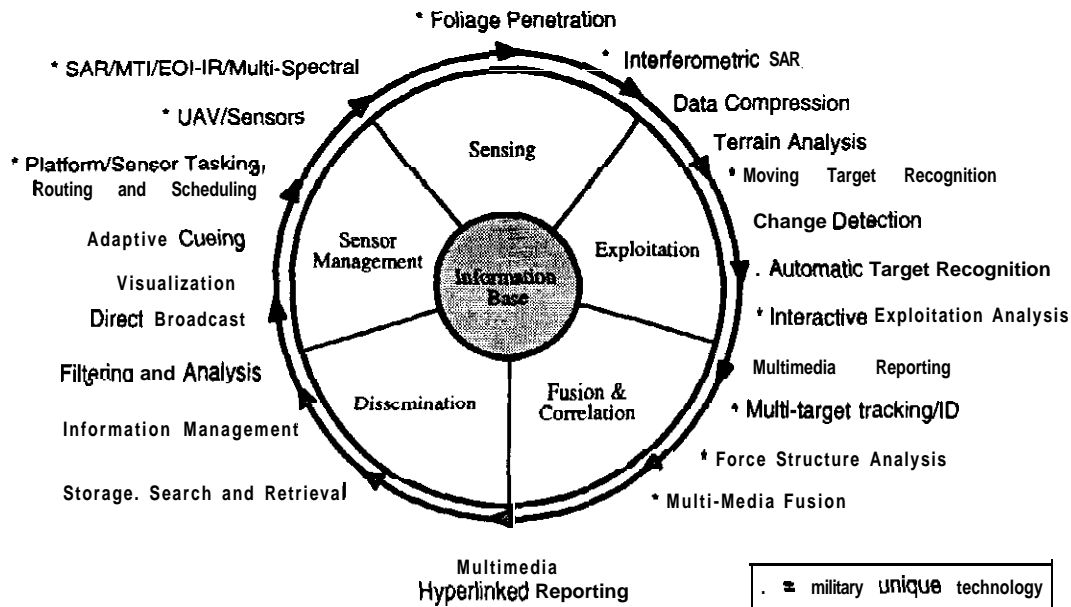 * Foliage Penetration
* SAR/MTI/EOI-IR/Multi-Spectral
* Interferometric SAR
* UAV/Sensors
Data Compression
Terrain Analysis
* Platform/Sensor Tasking,
Routing and Scheduling
* Moving Target Recognition
Adaptive Cueing
Change Detection
Visualization
. Automatic Target Recognition
Direct Broadcast
* Interactive Exploitation Analysis
Filtering and Analysis
Multimedia Reporting
* Multi-target tracking/ID
Information Management
* Force Structure Analysis
Storage. Search and Retrieval
* Multi-Media Fusion
Multimedia
Hyperlinked Reporting
Sensing
Sensor
Management
Exploitation
Information
Base
Dissemination
Fusion &
Correlation
. = military unique technology